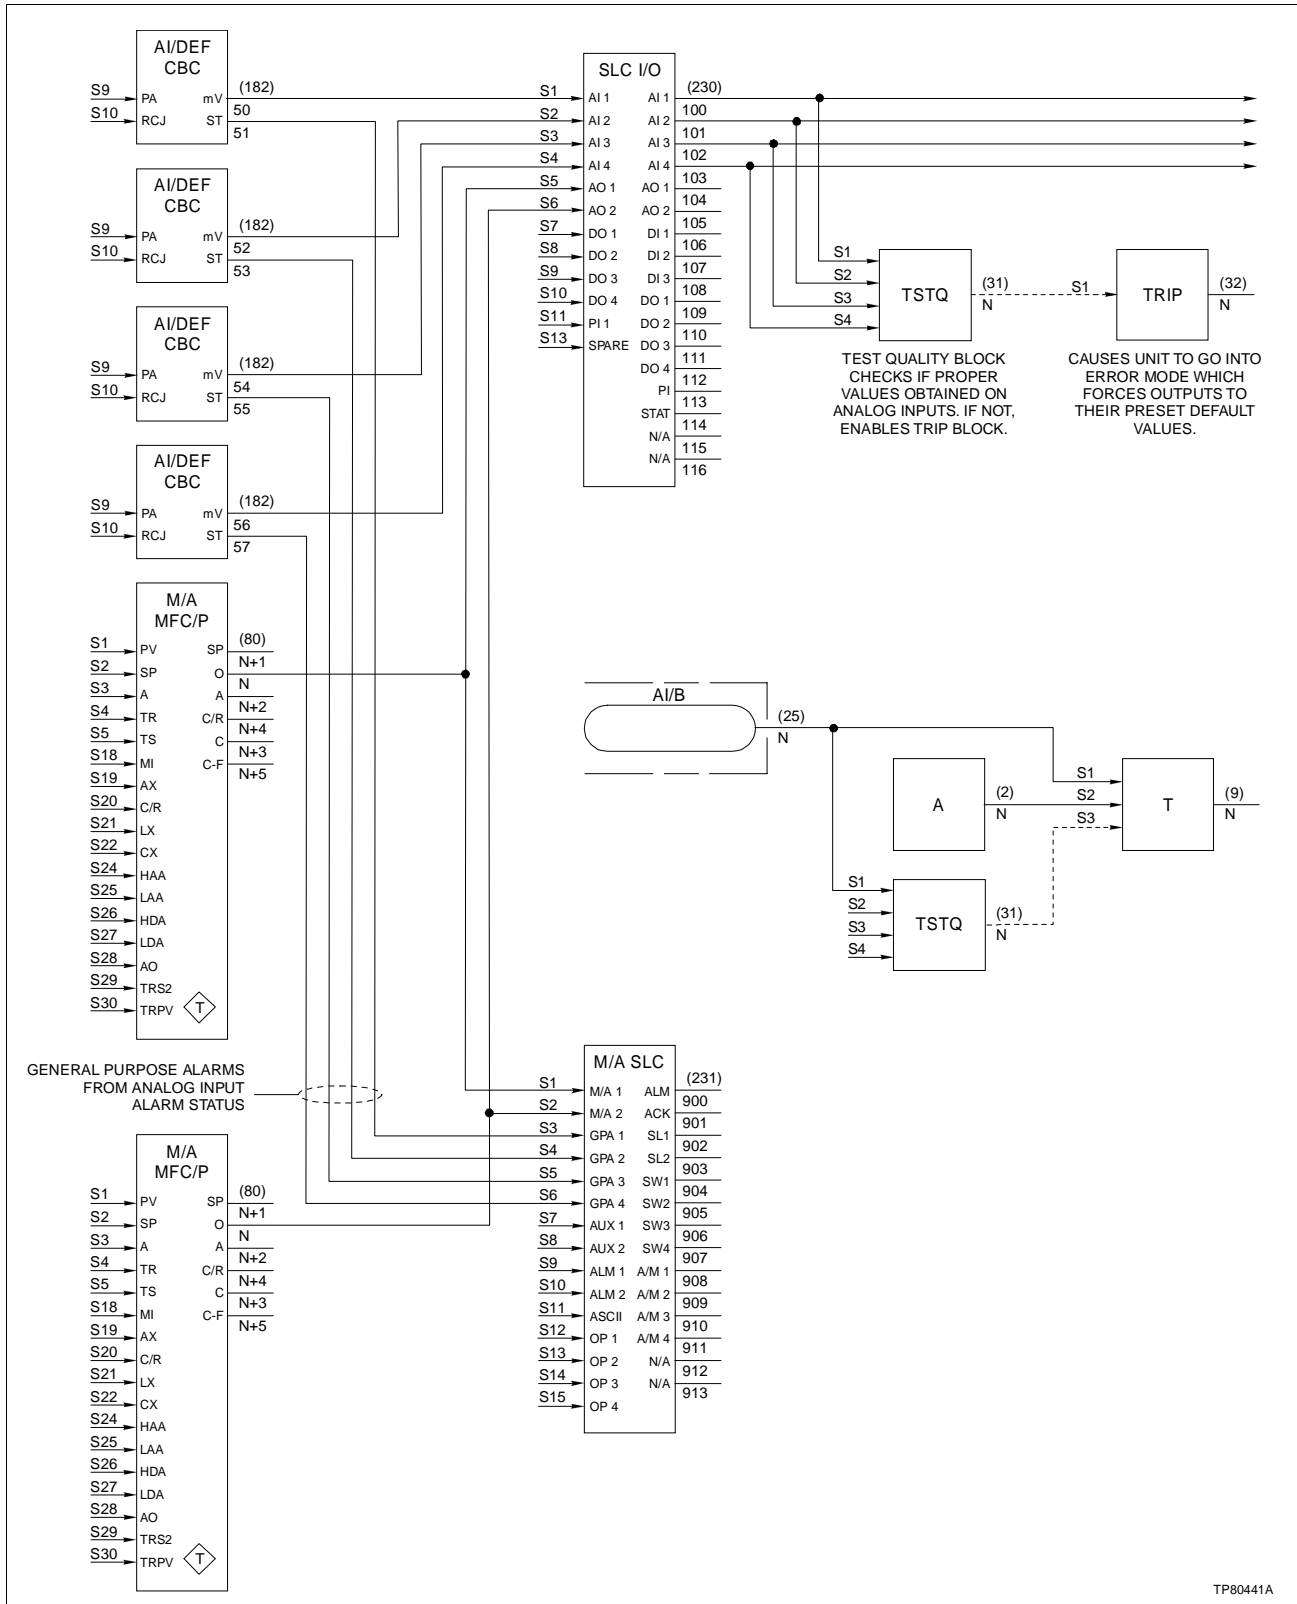 AI/DEF
CBC
S9 PA mV (182)
50
S10 RCJ ST
51
AI/DEF
CBC
S9 PA mV (182)
52
S10 RCJ ST
53
AI/DEF
CBC
S9 PA mV (182)
54
S10 RCJ ST
55
AI/DEF
CBC
S9 PA mV (182)
56
S10 RCJ ST
57
SLC I/O
S1 AI 1 AI 1 (230)
100
S2 AI 2 AI 2
101
S3 AI 3 AI 3
102
S4 AI 4 AI 4
103
S5 AO 1 AO 1
104
S6 AO 2 AO 2
105
S7 DO 1 DI 1
106
S8 DO 2 DI 2
107
S9 DO 3 DI 3
108
S10 DO 4 DO 1
109
S11 PI 1 DO 2
110
S13 SPARE DO 3
111
DO 4
112
PI
113
STAT
114
N/A
115
N/A
116
S1
S2
S3
S4
TSTQ
(31)
N
S1
TRIP
(32)
N
TEST QUALITY BLOCK
CHECKS IF PROPER
VALUES OBTAINED ON
ANALOG INPUTS. IF NOT,
ENABLES TRIP BLOCK.
CAUSES UNIT TO GO INTO
ERROR MODE WHICH
FORCES OUTPUTS TO
THEIR PRESET DEFAULT
VALUES.
M/A
MFC/P
S1 PV SP (80)
N+1
S2 SP O
N
S3 A A
N+2
S4 TR C/R
N+4
S5 TS C
N+3
S18 MI C-F
N+5
S19 AX
S20 C/R
S21 LX
S22 CX
S24 HAA
S25 LAA
S26 HDA
S27 LDA
S28 AO
S29 TRS2
S30 TRPV
T
AI/B
(25)
N
A
(2)
N
S1
S2
S3
T
(9)
N
S1
S2
S3
S4
TSTQ
(31)
N
GENERAL PURPOSE ALARMS
FROM ANALOG INPUT
ALARM STATUS
M/A SLC
S1 M/A 1 ALM (231)
900
S2 M/A 2 ACK
901
S3 GPA 1 SL1
902
S4 GPA 2 SL2
903
S5 GPA 3 SW1
904
S6 GPA 4 SW2
905
S7 AUX 1 SW3
906
S8 AUX 2 SW4
907
S9 ALM 1 A/M 1
908
S10 ALM 2 A/M 2
909
S11 ASCII A/M 3
910
S12 OP 1 A/M 4
911
S13 OP 2 N/A
912
S14 OP 3 N/A
913
S15 OP 4
M/A
MFC/P
S1 PV SP (80)
N+1
S2 SP O
N
S3 A A
N+2
S4 TR C/R
N+4
S5 TS C
N+3
S18 MI C-F
N+5
S19 AX
S20 C/R
S21 LX
S22 CX
S24 HAA
S25 LAA
S26 HDA
S27 LDA
S28 AO
S29 TRS2
S30 TRPV
T
TP80441A